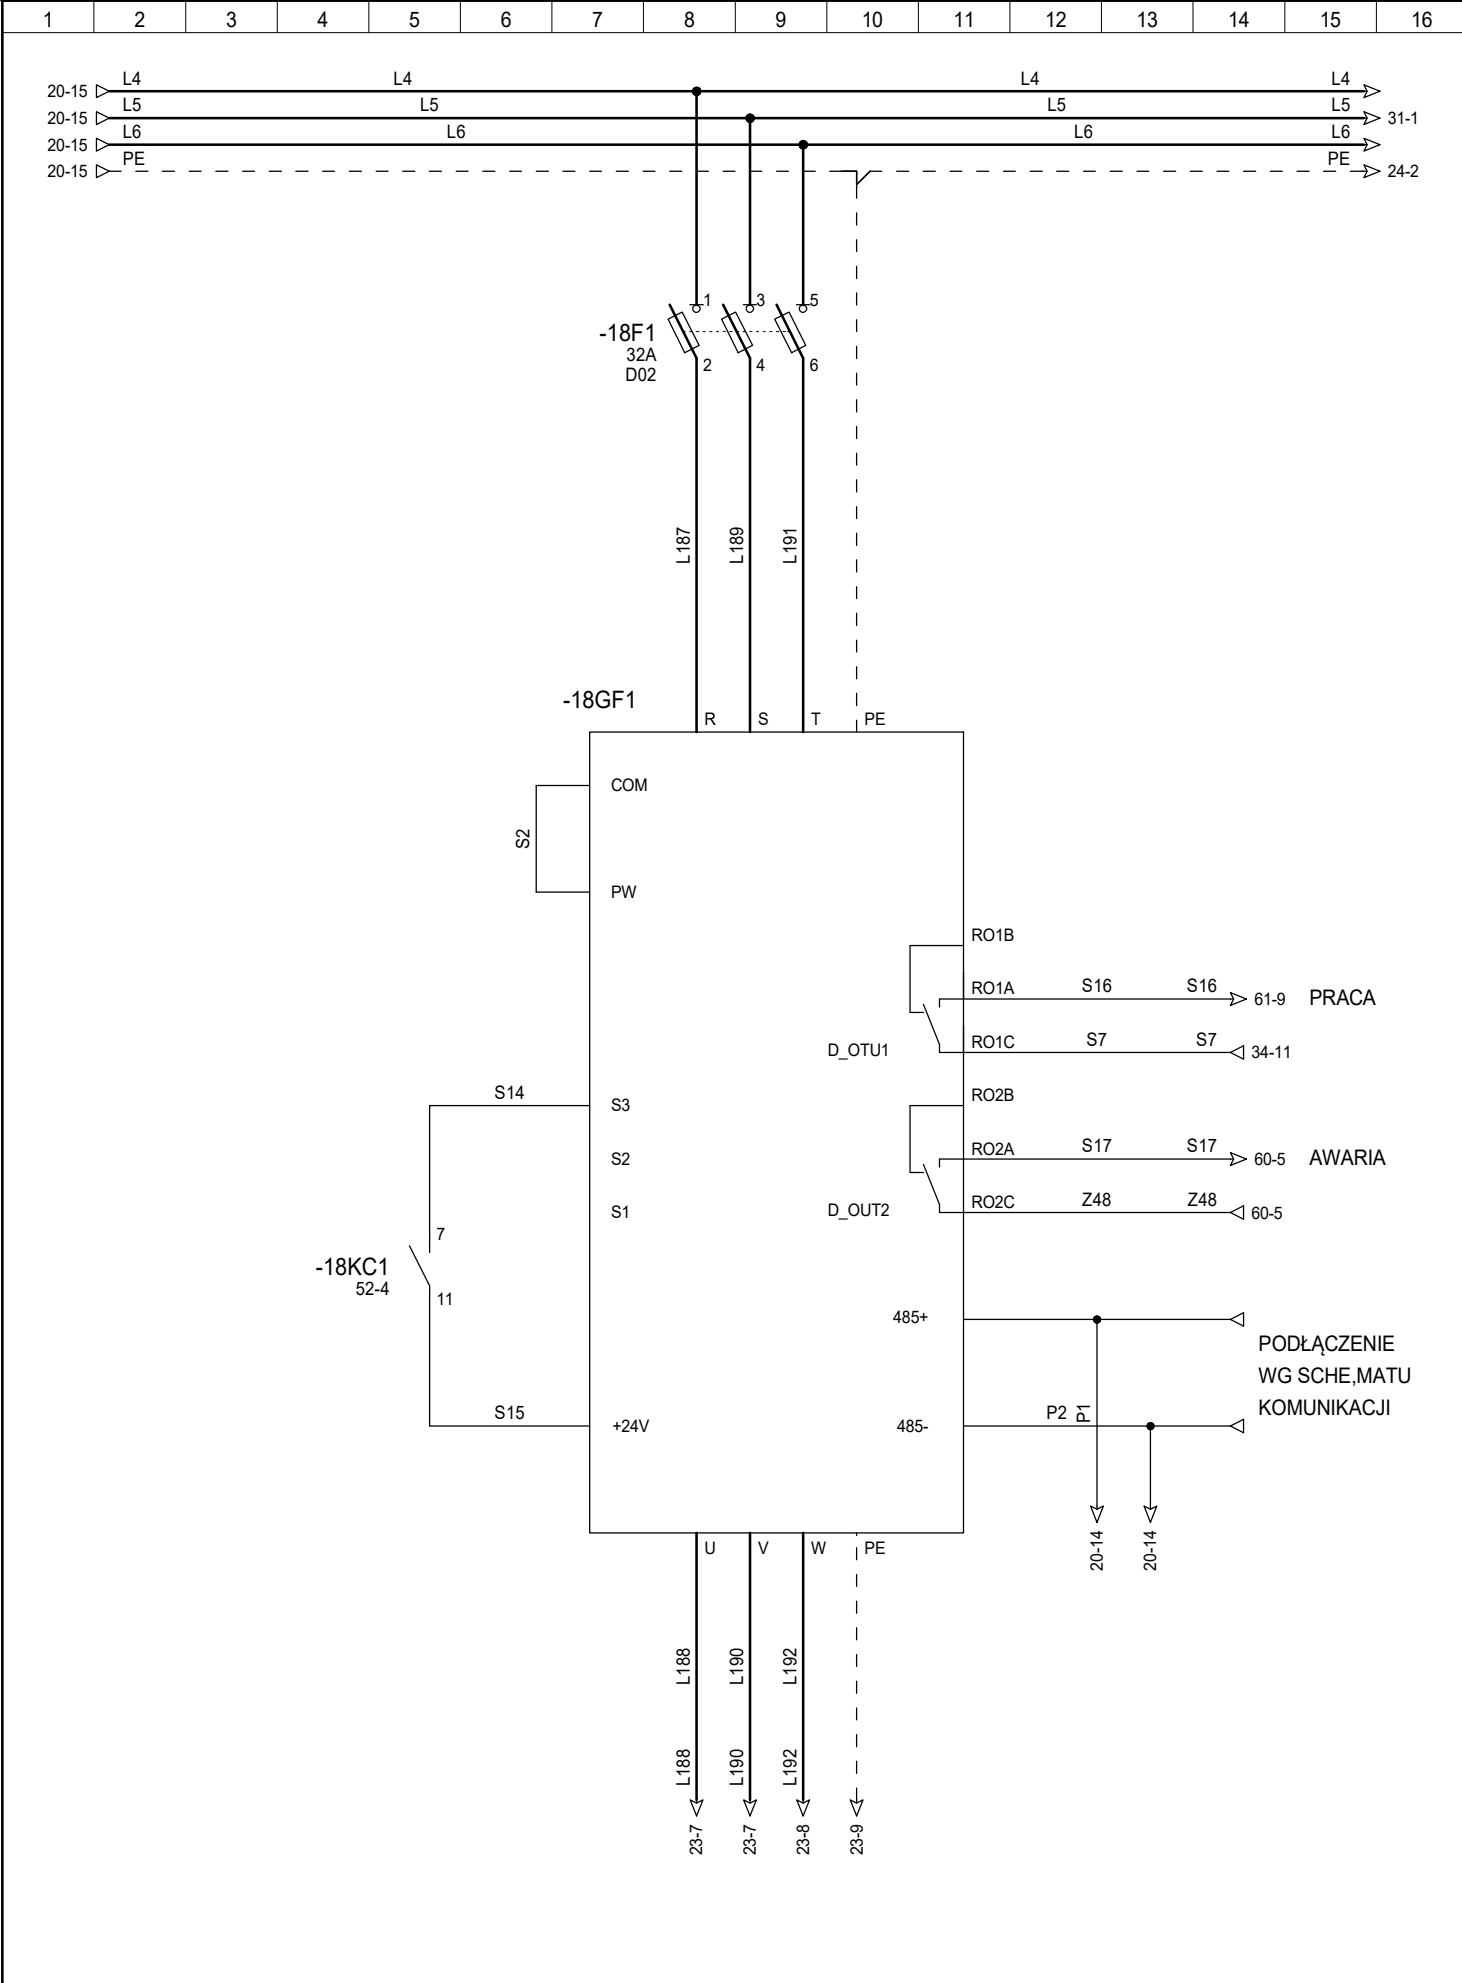 1 2 3 4 5 6 7 8 9 10 11 12 13 14 15 16
L4 L4 L4 L4
20-15
L5 L5 L5 L5
20-15 31-1
L6 L6 L6 L6
20-15
PE PE
20-15 24-2
1 3 5
-18F1
32A
D02
2 4 6
L187 L189 L191
-18GF1
R S T PE
COM
S2
PW
RO1B
RO1A S16 S16 61-9 PRACA
D_OTU1 RO1C S7 S7 34-11
S14 S3 RO2B
S2 RO2A S17 S17 60-5 AWARIA
S1 D_OUT2 RO2C Z48 Z48 60-5
7
-18KC1
52-4
11
485+
PODŁĄCZENIE
WG SCHE,MATU
KOMUNIKACJI
S15 +24V 485- P2 P1
U V W PE
20-14 20-14
L188 L190 L192
L188 L190 L192
23-7 23-7 23-8 23-9